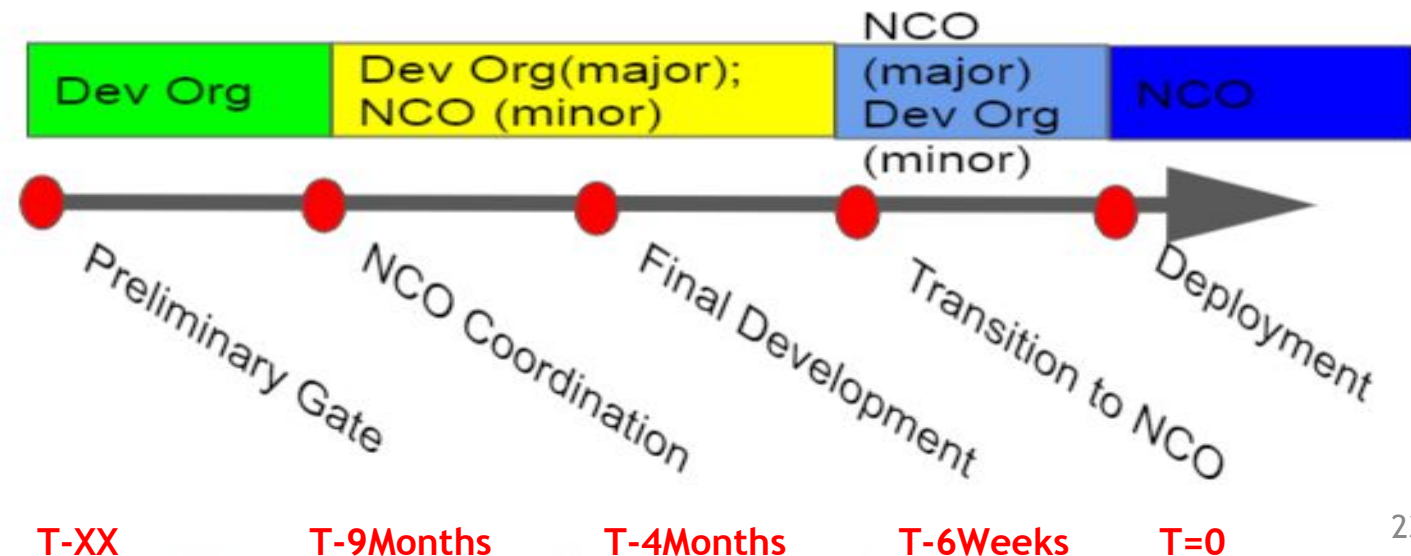 Dev Org
Dev Org(major);
NCO (minor)
NCO
(major)
Dev Org
(minor)
NCO
Preliminary Gate
NCO Coordination
Final Development
Transition to NCO
Deployment
T-XX
T-9Months
T-4Months
T-6Weeks
T=0